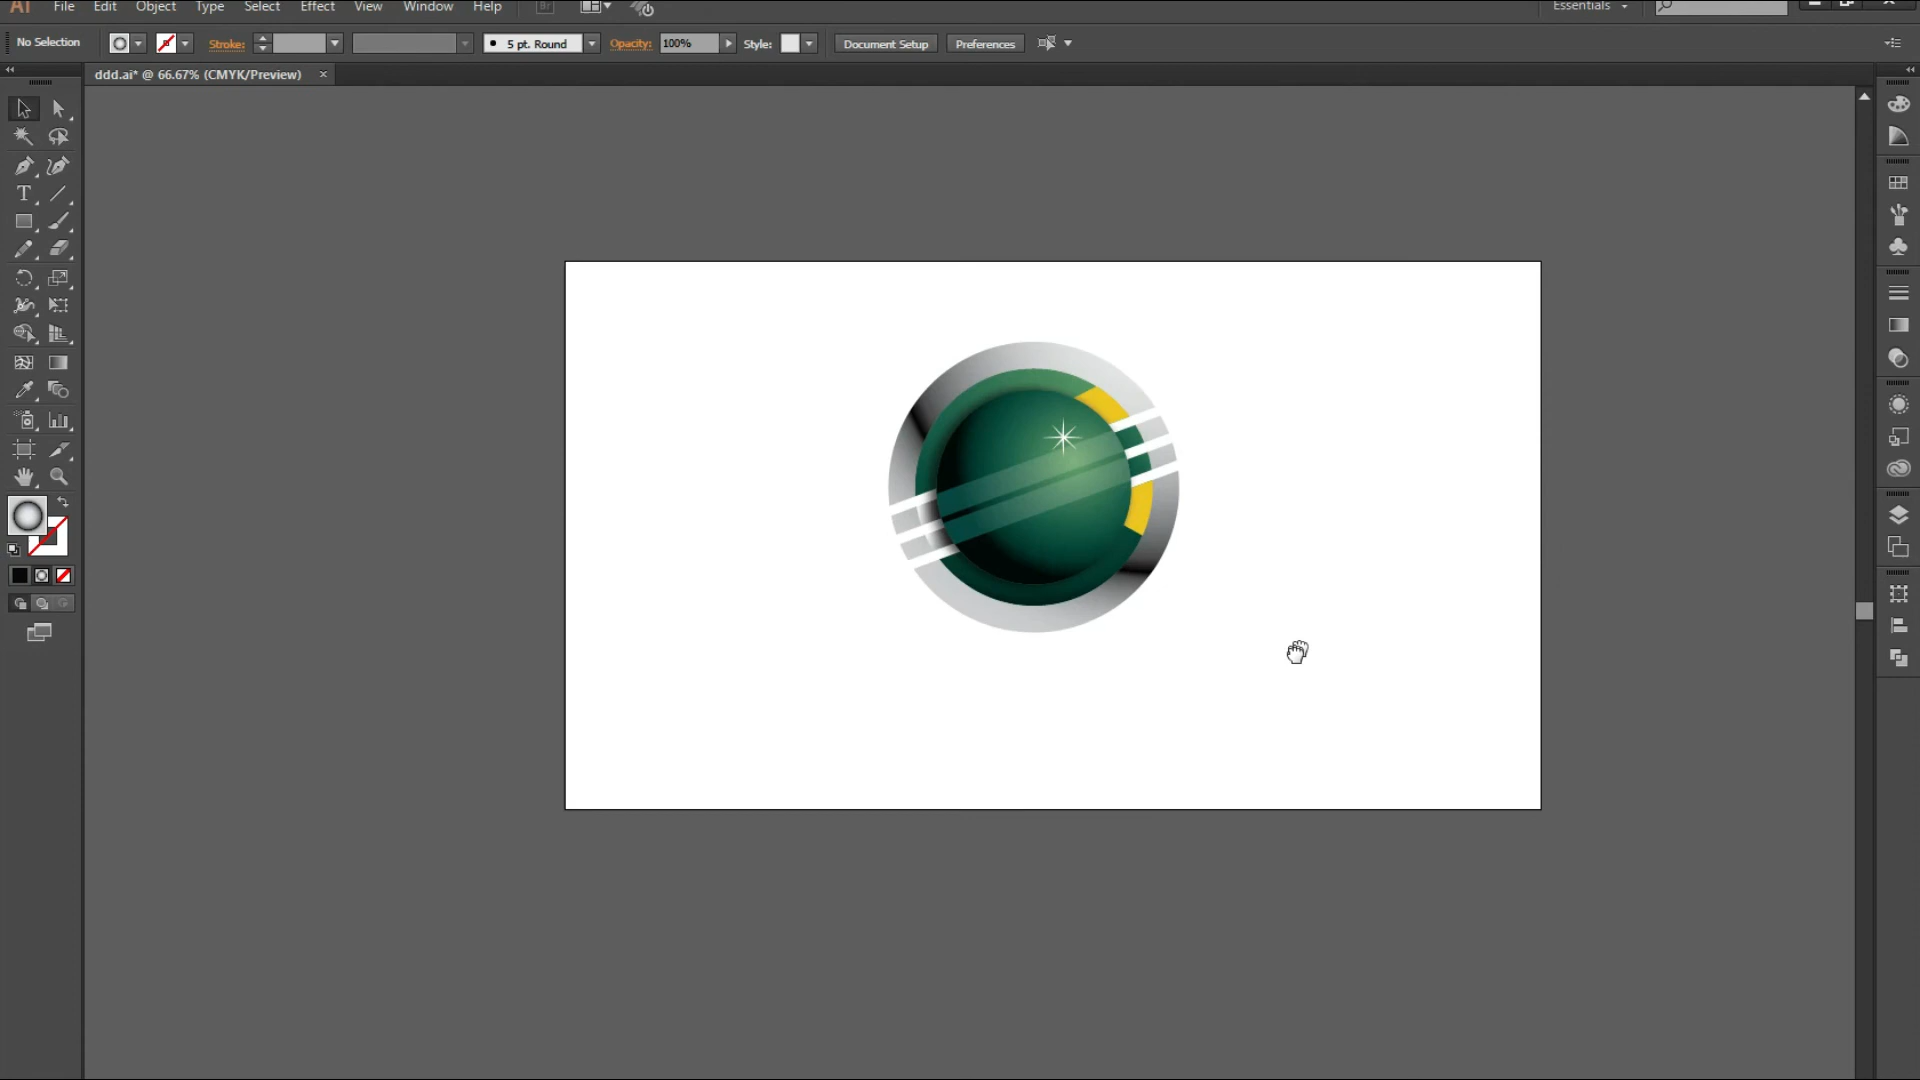 Ai File Edit Object Type Select Effect View Window Help Br Essentials
No Selection Stroke: 5 pt. Round Opacity: 100% Style: Document Setup Preferences
ddd.ai* @ 66.67% (CMYK/Preview)
T